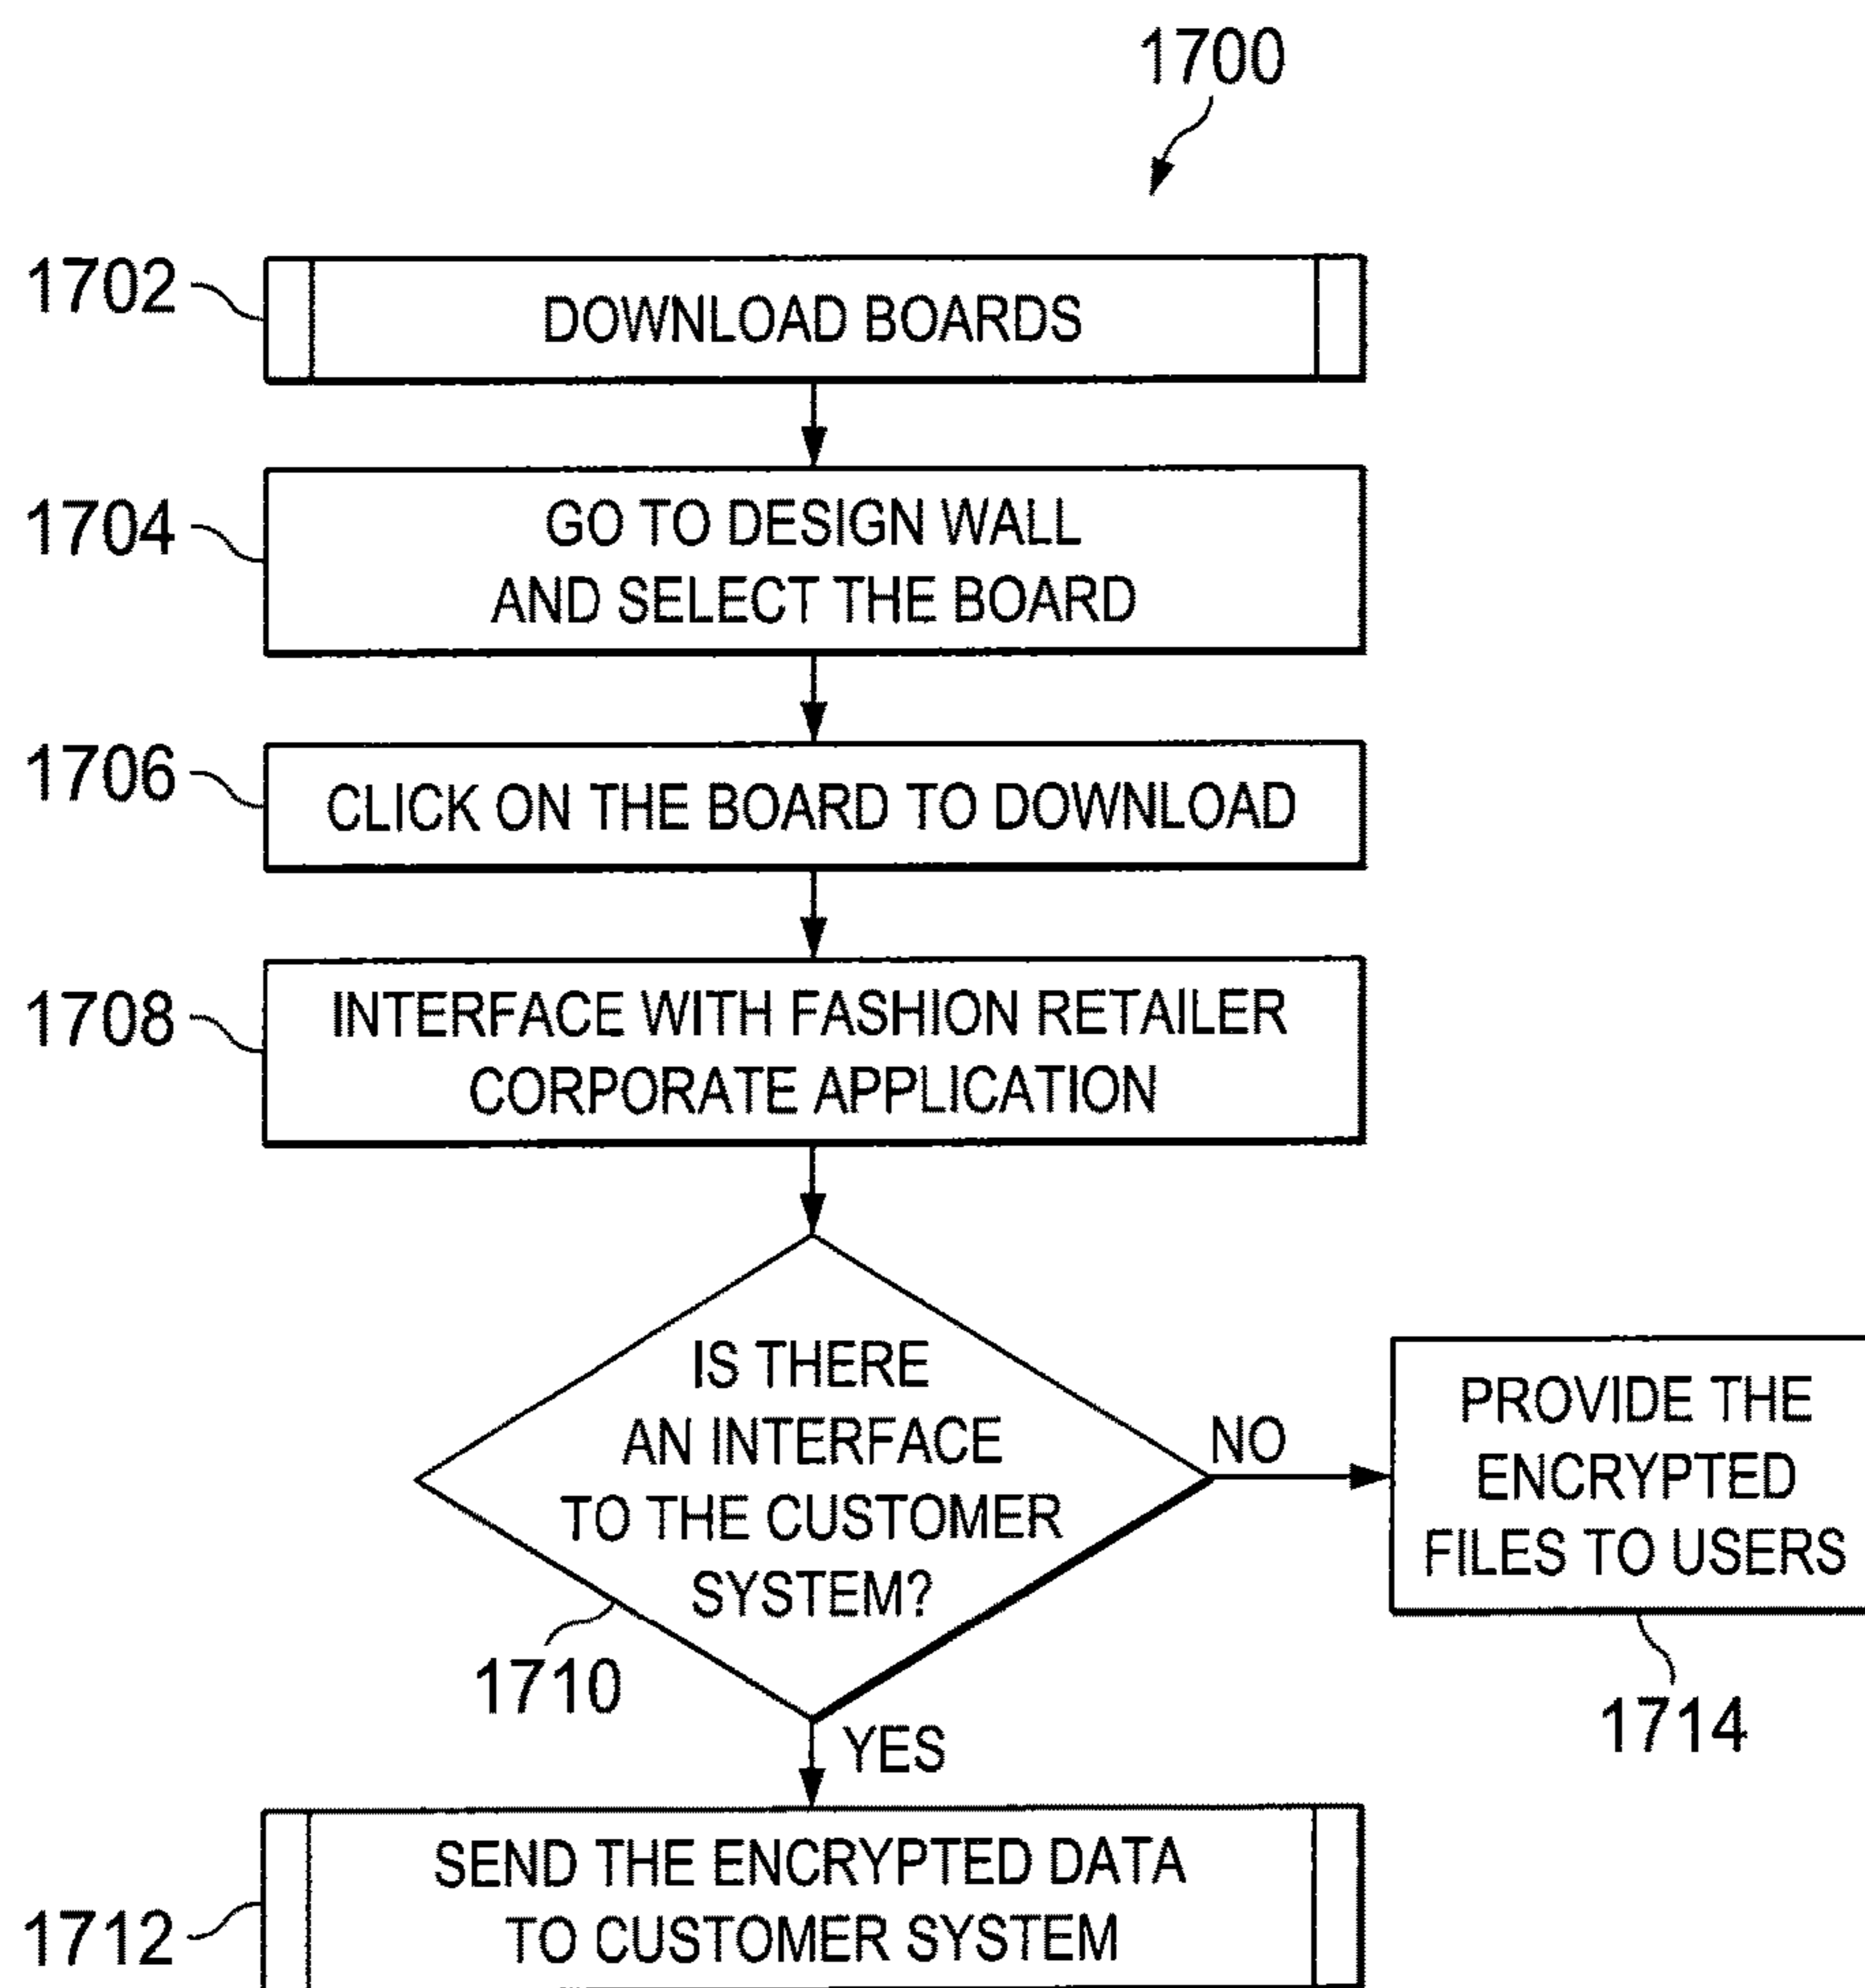 1700
1702
DOWNLOAD BOARDS
1704
GO TO DESIGN WALL
AND SELECT THE BOARD
1706
CLICK ON THE BOARD TO DOWNLOAD
1708
INTERFACE WITH FASHION RETAILER
CORPORATE APPLICATION
IS THERE
AN INTERFACE
TO THE CUSTOMER
SYSTEM?
1710
NO
PROVIDE THE
ENCRYPTED
FILES TO USERS
1714
YES
1712
SEND THE ENCRYPTED DATA
TO CUSTOMER SYSTEM